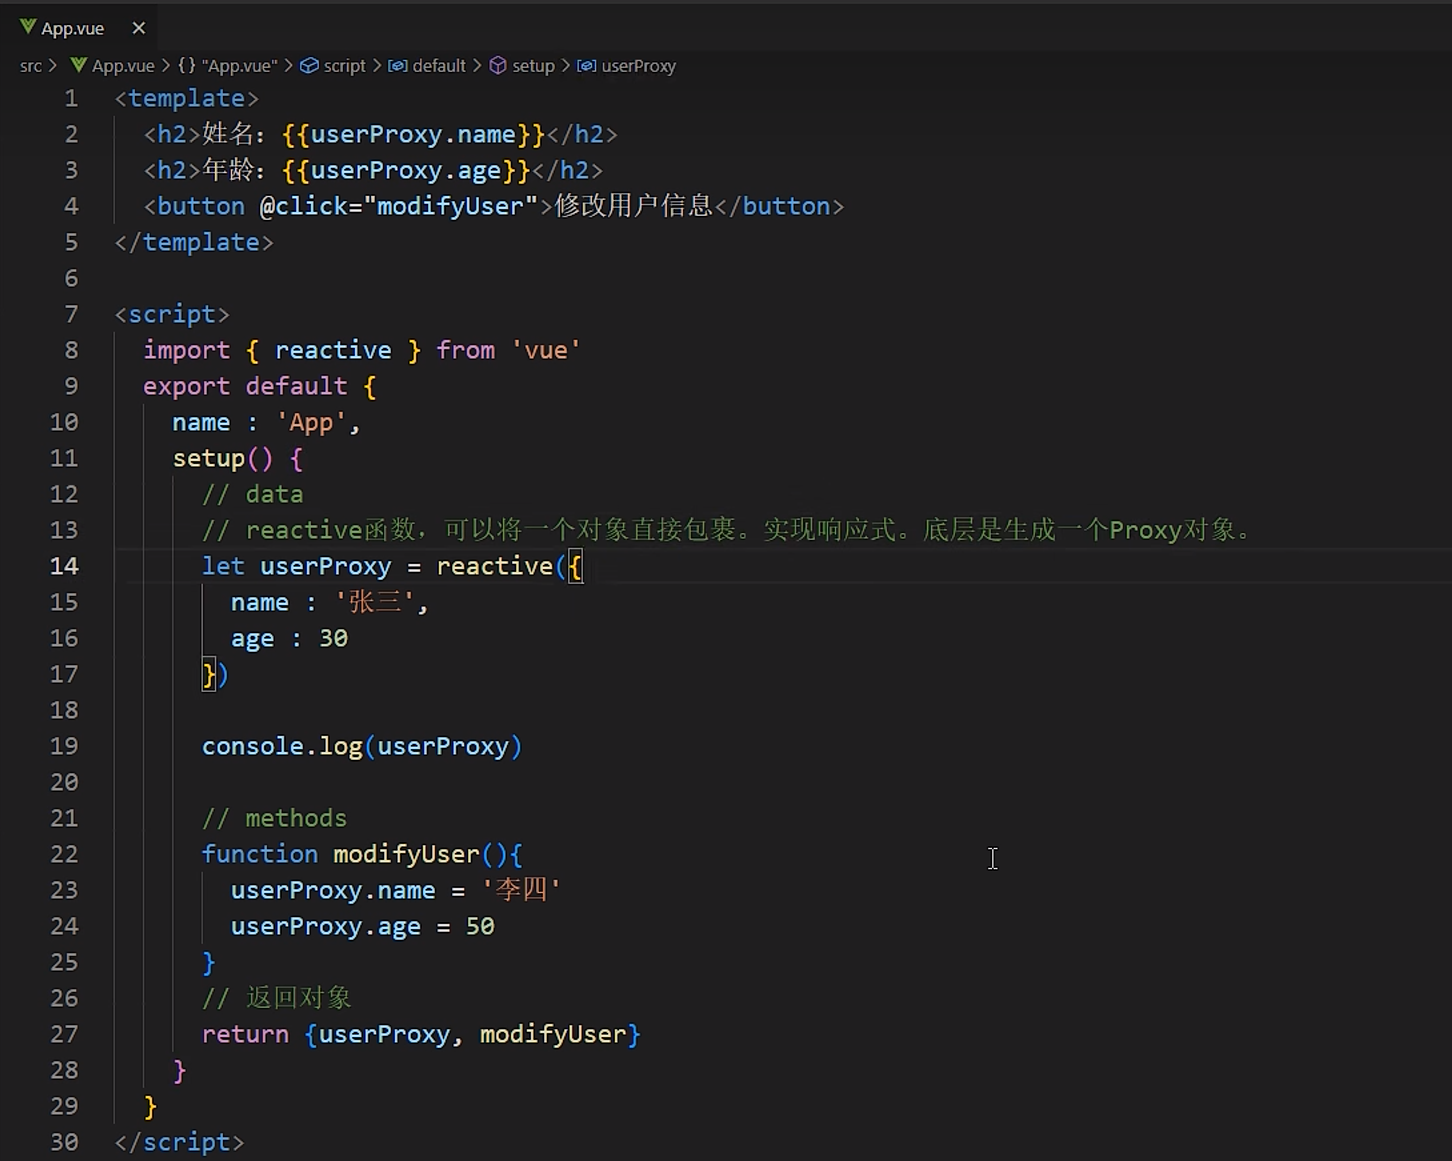 App.vue ×
src > App.vue > {} "App.vue" > script > default > setup > userProxy
1 <template>
2   <h2>姓名：{{userProxy.name}}</h2>
3   <h2>年龄：{{userProxy.age}}</h2>
4   <button @click="modifyUser">修改用户信息</button>
5 </template>
6
7 <script>
8   import { reactive } from 'vue'
9   export default {
10     name : 'App',
11     setup() {
12       // data
13       // reactive函数，可以将一个对象直接包裹。实现响应式。底层是生成一个Proxy对象。
14       let userProxy = reactive({
15         name : '张三',
16         age : 30
17       })
18
19       console.log(userProxy)
20
21       // methods
22       function modifyUser(){
23         userProxy.name = '李四'
24         userProxy.age = 50
25       }
26       // 返回对象
27       return {userProxy, modifyUser}
28     }
29   }
30 </script>